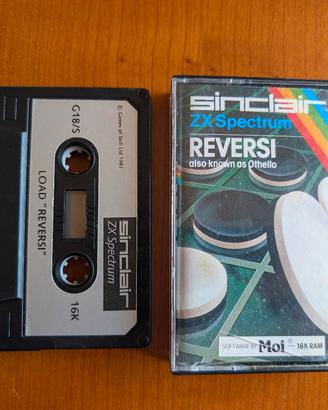 © Games of Skill Ltd 1982
G18/S
LOAD "REVERSI"
sinclair
ZX Spectrum
16K
sinclair
ZX Spectrum
REVERSI
also known as Othello
SOFTWARE BY Moi ® — 16K RAM